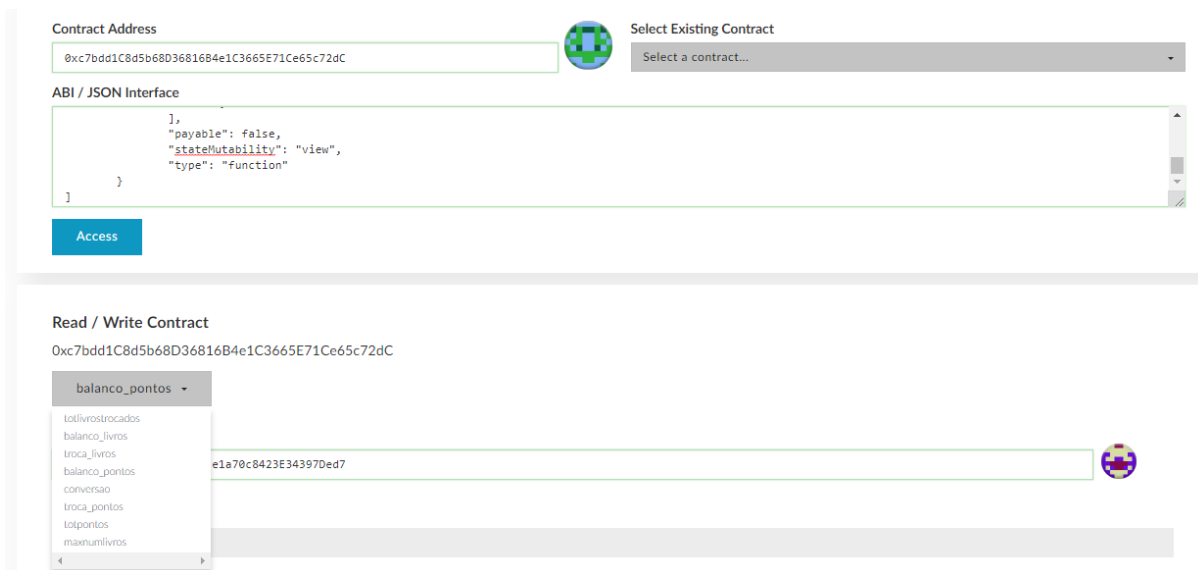 Contract Address
Select Existing Contract
0xc7bdd1C8d5b68D36816B4e1C3665E71Ce65c72dC
Select a contract...
ABI / JSON Interface
],
"payable": false,
"stateMutability": "view",
"type": "function"
}
]
Access
Read / Write Contract
0xc7bdd1C8d5b68D36816B4e1C3665E71Ce65c72dC
balanco_pontos
totlivrostrocados
balanco_livros
troca_livros
e1a70c8423E34397Ded7
balanco_pontos
conversao
troca_pontos
totpontos
maxnumlivros